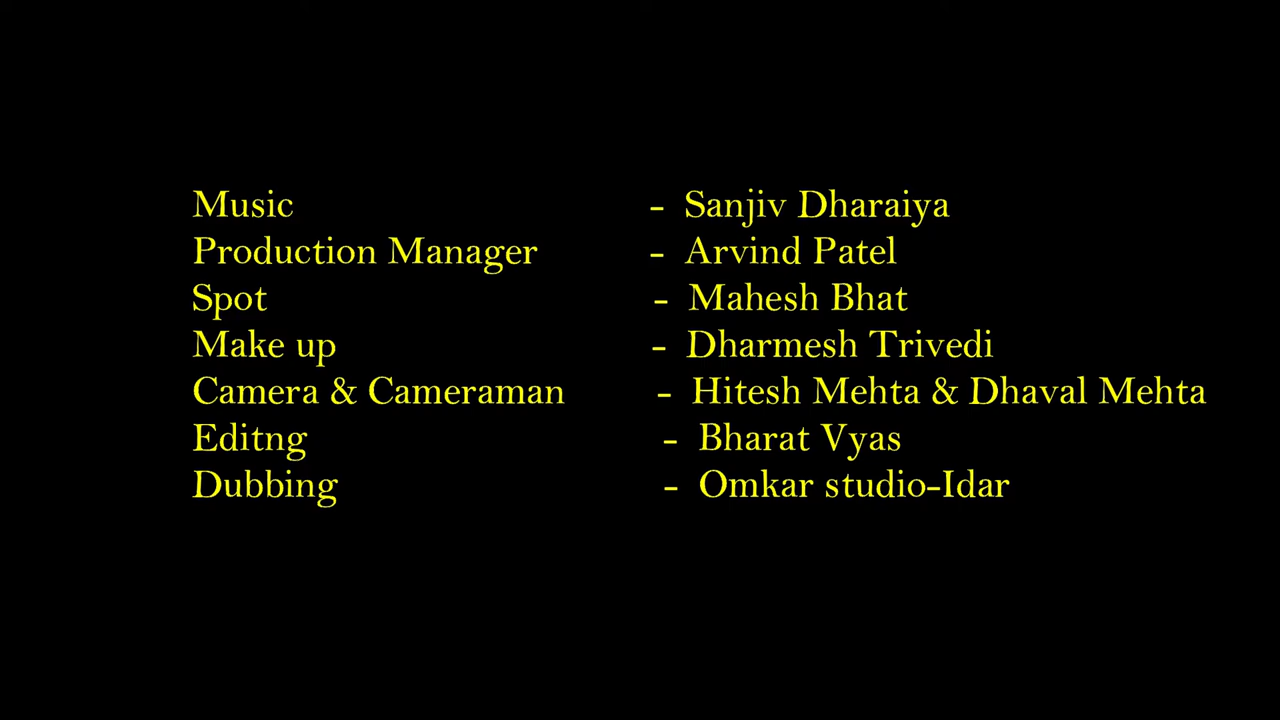 Music - Sanjiv Dharaiya
Production Manager - Arvind Patel
Spot - Mahesh Bhat
Make up - Dharmesh Trivedi
Camera & Cameraman - Hitesh Mehta & Dhaval Mehta
Editng - Bharat Vyas
Dubbing - Omkar studio-Idar